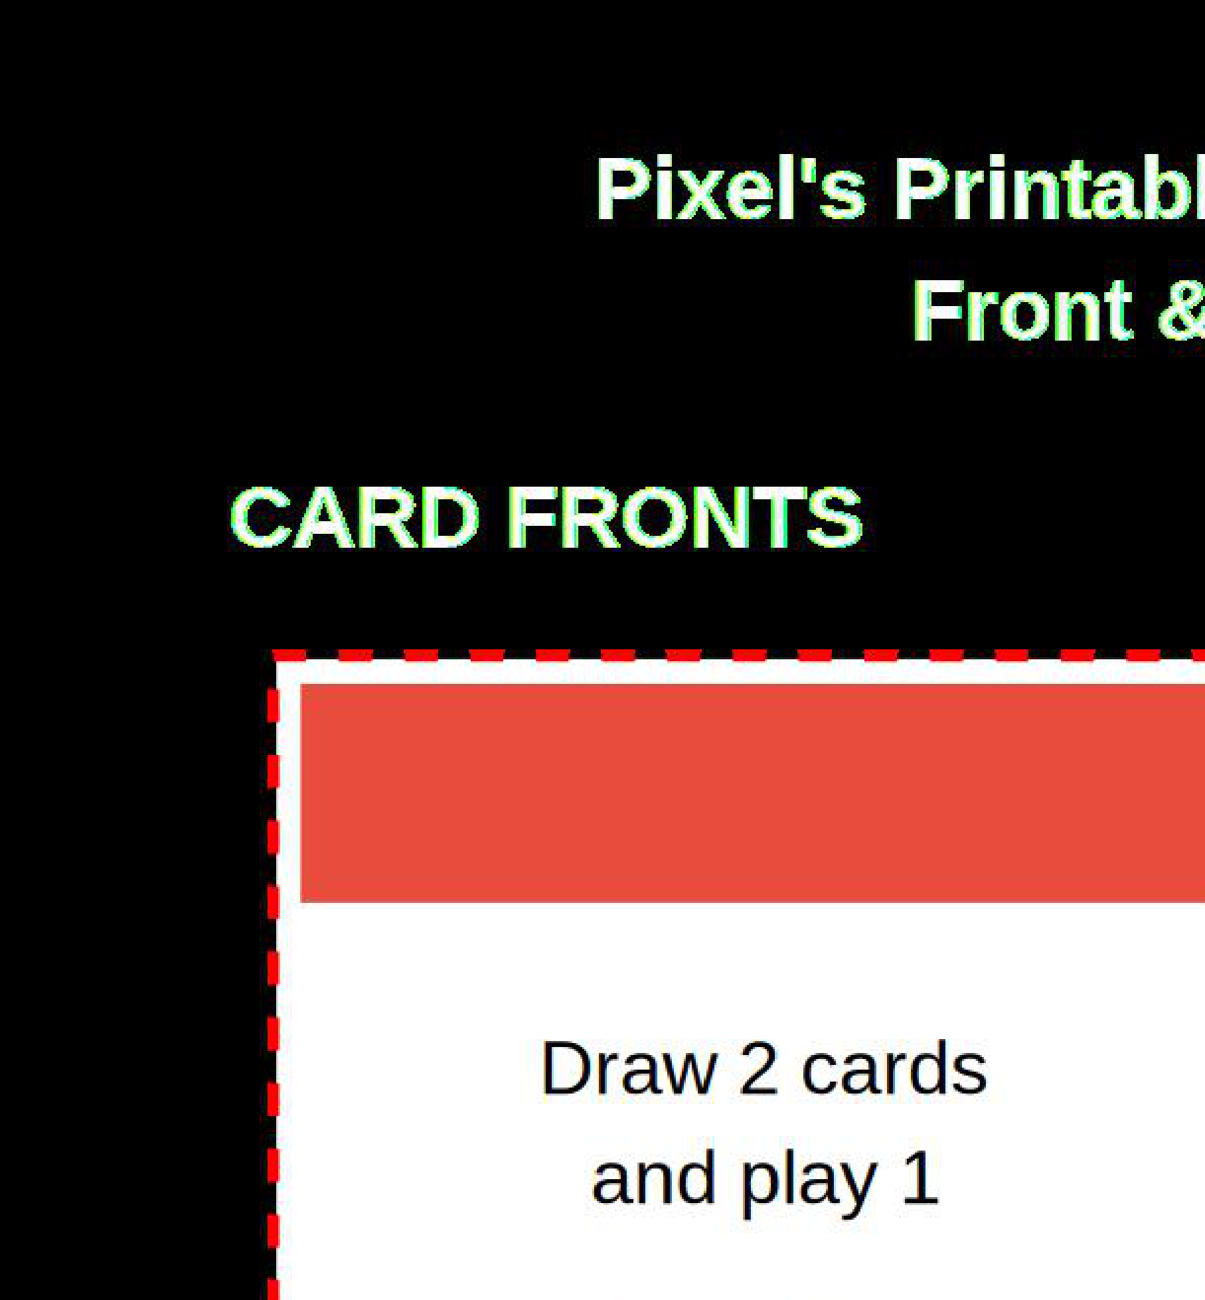 Pixel's Printabl
Front &
CARD FRONTS
Draw 2 cards
and play 1